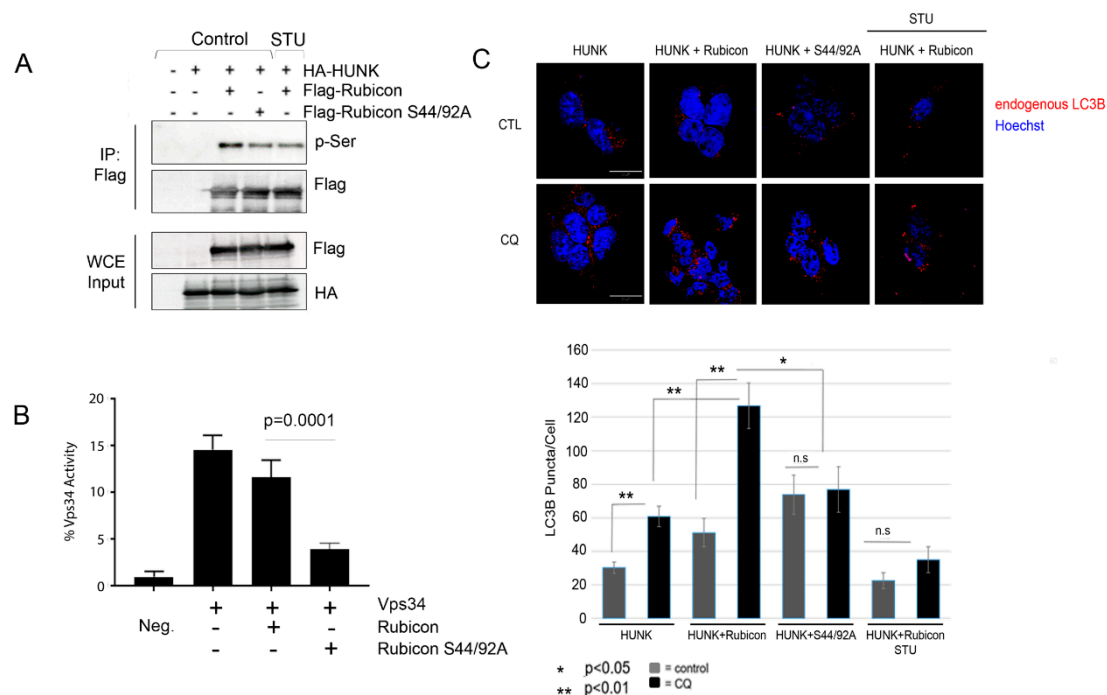 A
Control STU
- + + + + HA-HUNK
- - + + Flag-Rubicon
- - + Flag-Rubicon S44/92A
IP:
Flag
p-Ser
Flag
WCE
Input
Flag
HA
B
% Vps34 Activity
20
15
10
5
0
p=0.0001
Neg.
+ + + Vps34
- + - Rubicon
- - + Rubicon S44/92A
C
STU
HUNK HUNK + Rubicon HUNK + S44/92A HUNK + Rubicon
CTL
CQ
endogenous LC3B
Hoechst
LC3B Puncta/Cell
160
140
120
100
80
60
40
20
0
**
**
**
*
n.s
n.s
HUNK HUNK+Rubicon HUNK+S44/92A HUNK+Rubicon
STU
* p<0.05
** p<0.01
= control
= CQ